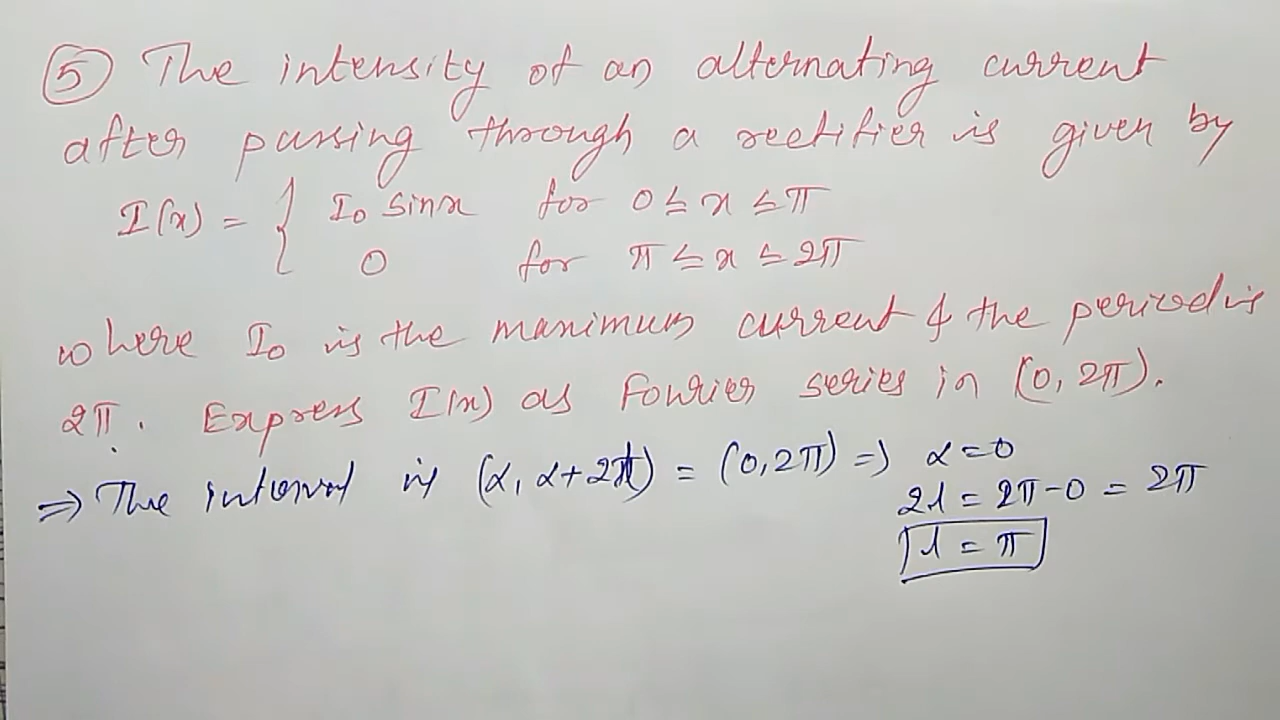 ⑤ The intensity of an alternating current
after passing through a rectifier is given by
I(x) = { I₀ sinx for 0 ≤ x ≤ π
0 for π ≤ x ≤ 2π
where I₀ is the maximum current & the period is
2π. Express I(x) as Fourier series in (0, 2π).
⇒ The interval is (α, α+2l) = (0, 2π) ⇒ α = 0
2l = 2π - 0 = 2π
l = π